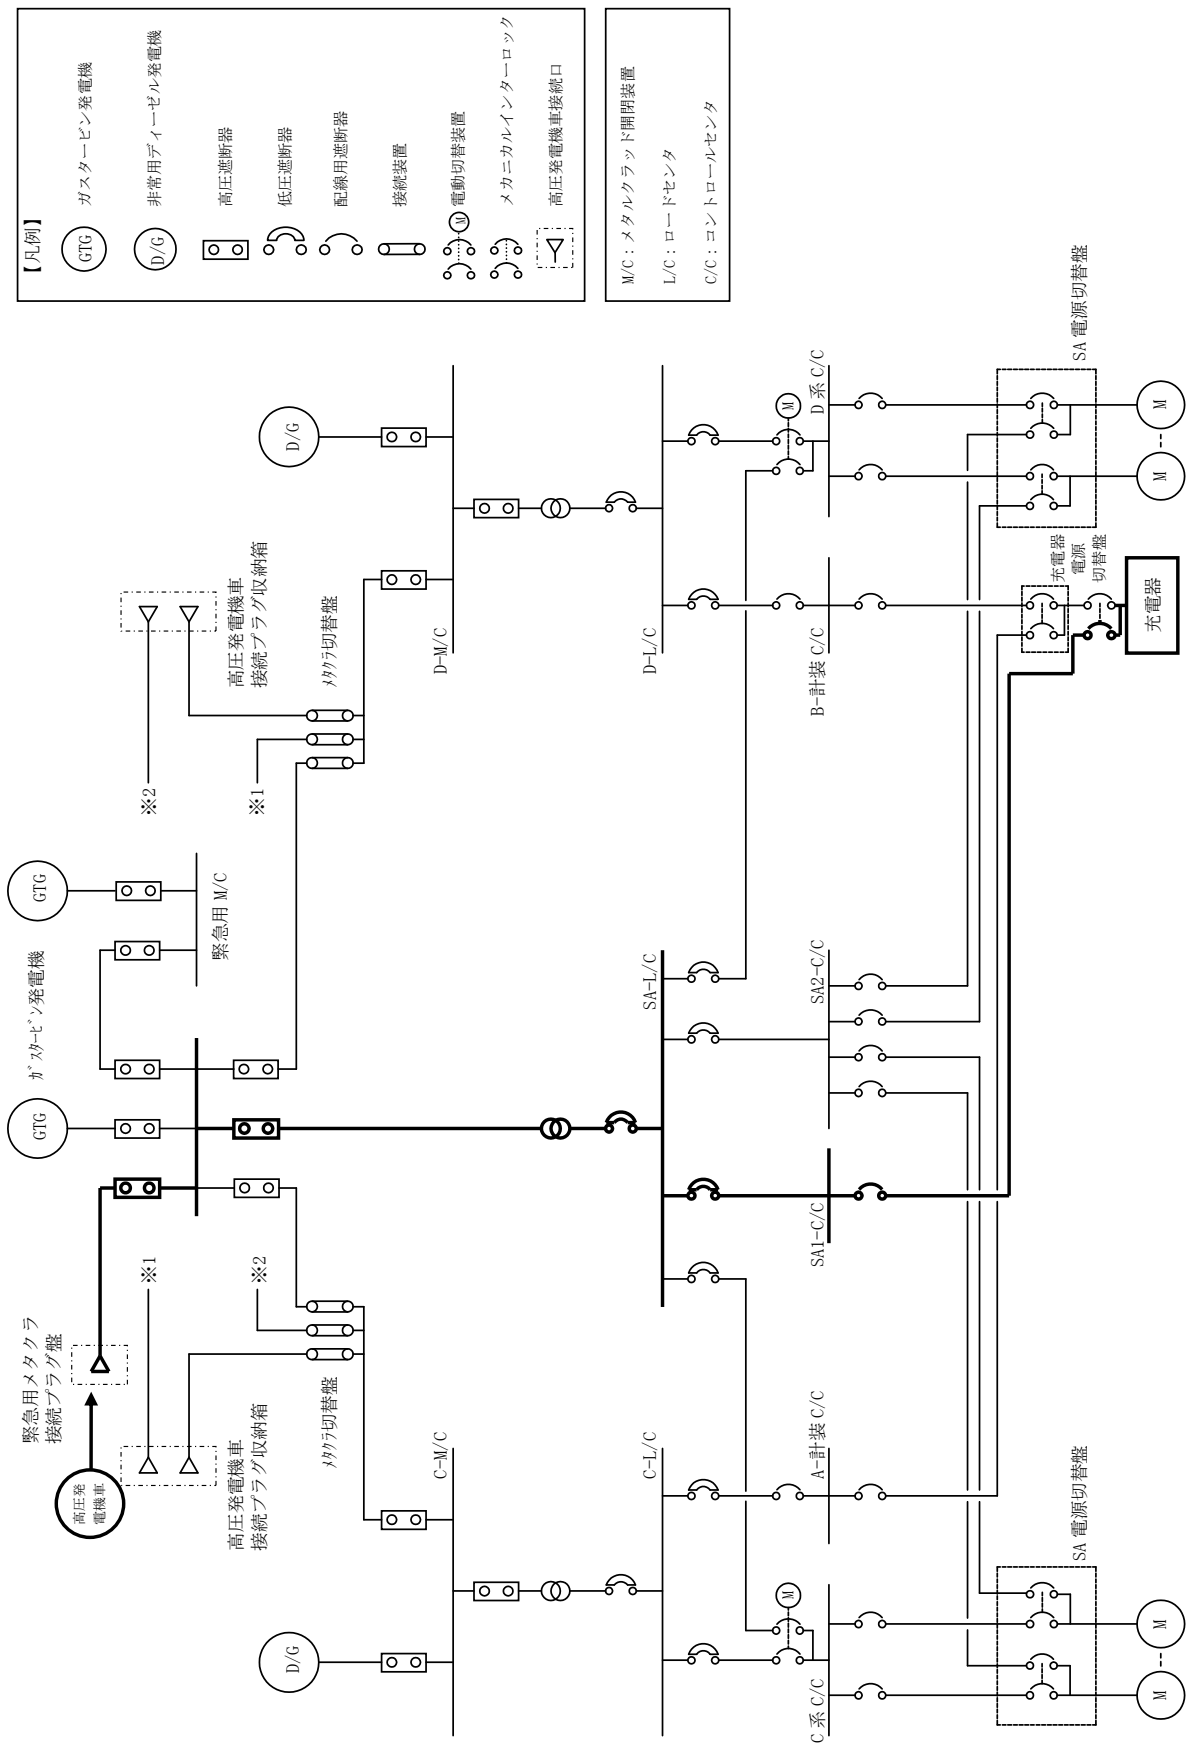 【凡例】
GTG
ガスタービン発電機
D/G
非常用ディーゼル発電機
高圧遮断器
低圧遮断器
配線用遮断器
接続装置
M
電動切替装置
メカニカルインターロック
高圧発電機車接続口
M/C：メタルクラッド開閉装置
L/C：ロードセンタ
C/C：コントロールセンタ
GTG
GTG
ｶﾞｽﾀｰﾋﾞﾝ発電機
緊急用 M/C
緊急用メタクラ
接続プラグ盤
高圧発
電機車
※1
※2
高圧発電機車
接続プラグ収納箱
ﾒﾀｸﾗ切替盤
※2
※1
高圧発電機車
接続プラグ収納箱
ﾒﾀｸﾗ切替盤
D/G
D/G
C-M/C
D-M/C
C-L/C
SA-L/C
D-L/C
M
M
C 系 C/C
A-計装 C/C
SA1-C/C
SA2-C/C
B-計装 C/C
D 系 C/C
SA 電源切替盤
充電器
電源
切替盤
SA 電源切替盤
M
M
充電器
M
M